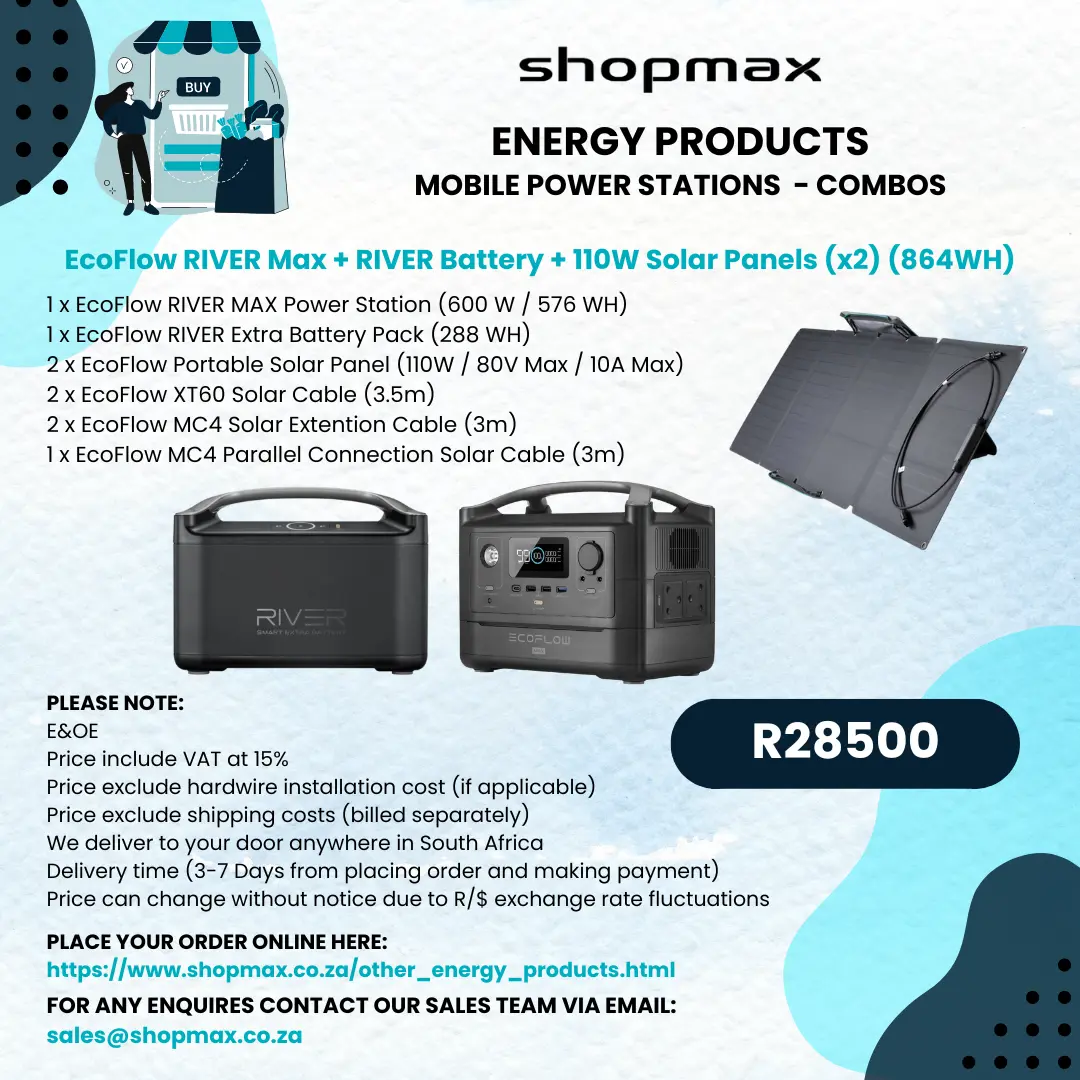 BUY
shopmax
ENERGY PRODUCTS
MOBILE POWER STATIONS - COMBOS
EcoFlow RIVER Max + RIVER Battery + 110W Solar Panels (x2) (864WH)
1 x EcoFlow RIVER MAX Power Station (600 W / 576 WH)
1 x EcoFlow RIVER Extra Battery Pack (288 WH)
2 x EcoFlow Portable Solar Panel (110W / 80V Max / 10A Max)
2 x EcoFlow XT60 Solar Cable (3.5m)
2 x EcoFlow MC4 Solar Extention Cable (3m)
1 x EcoFlow MC4 Parallel Connection Solar Cable (3m)
RIVER
SMART EXTRA BATTERY
ECOFLOW
PLEASE NOTE:
E&OE
Price include VAT at 15%
Price exclude hardwire installation cost (if applicable)
Price exclude shipping costs (billed separately)
We deliver to your door anywhere in South Africa
Delivery time (3-7 Days from placing order and making payment)
Price can change without notice due to R/$ exchange rate fluctuations
R28500
PLACE YOUR ORDER ONLINE HERE:
https://www.shopmax.co.za/other_energy_products.html
FOR ANY ENQUIRES CONTACT OUR SALES TEAM VIA EMAIL:
sales@shopmax.co.za